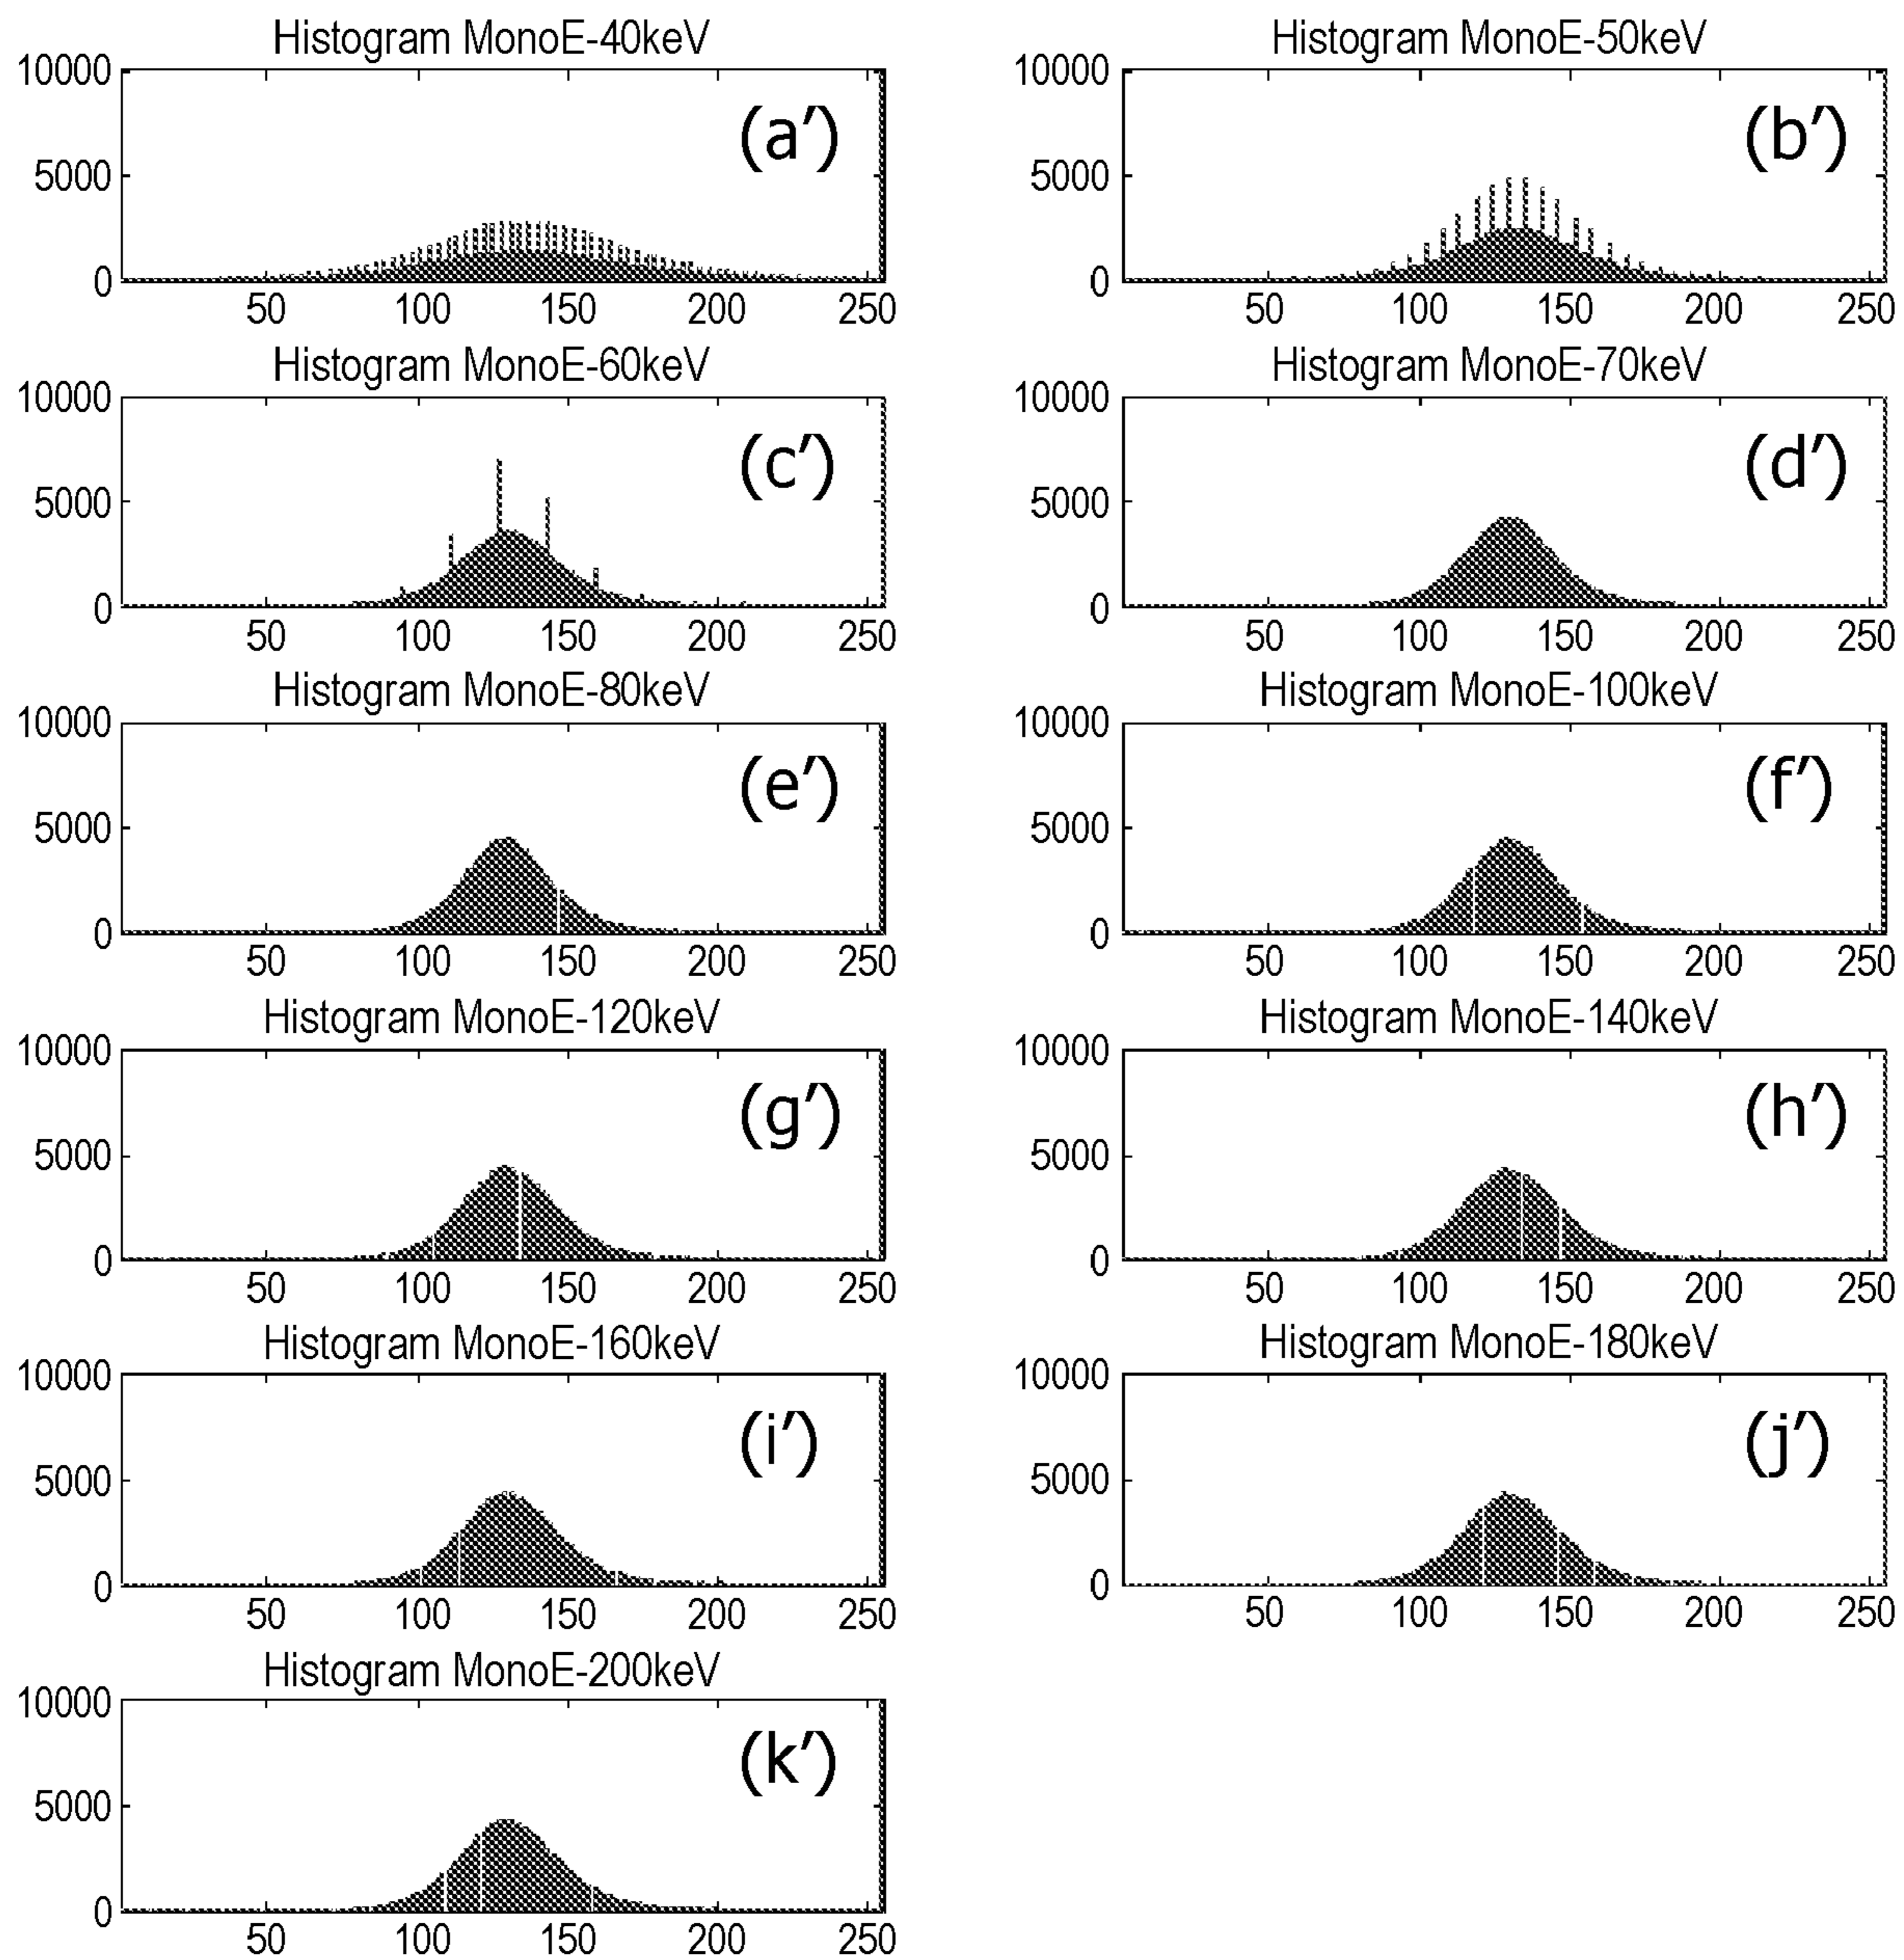 Histogram MonoE-40keV
10000
5000
0
50 100 150 200 250
(a′)
Histogram MonoE-50keV
10000
5000
0
50 100 150 200 250
(b′)
Histogram MonoE-60keV
10000
5000
0
50 100 150 200 250
(c′)
Histogram MonoE-70keV
10000
5000
0
50 100 150 200 250
(d′)
Histogram MonoE-80keV
10000
5000
0
50 100 150 200 250
(e′)
Histogram MonoE-100keV
10000
5000
0
50 100 150 200 250
(f′)
Histogram MonoE-120keV
10000
5000
0
50 100 150 200 250
(g′)
Histogram MonoE-140keV
10000
5000
0
50 100 150 200 250
(h′)
Histogram MonoE-160keV
10000
5000
0
50 100 150 200 250
(i′)
Histogram MonoE-180keV
10000
5000
0
50 100 150 200 250
(j′)
Histogram MonoE-200keV
10000
5000
0
50 100 150 200 250
(k′)